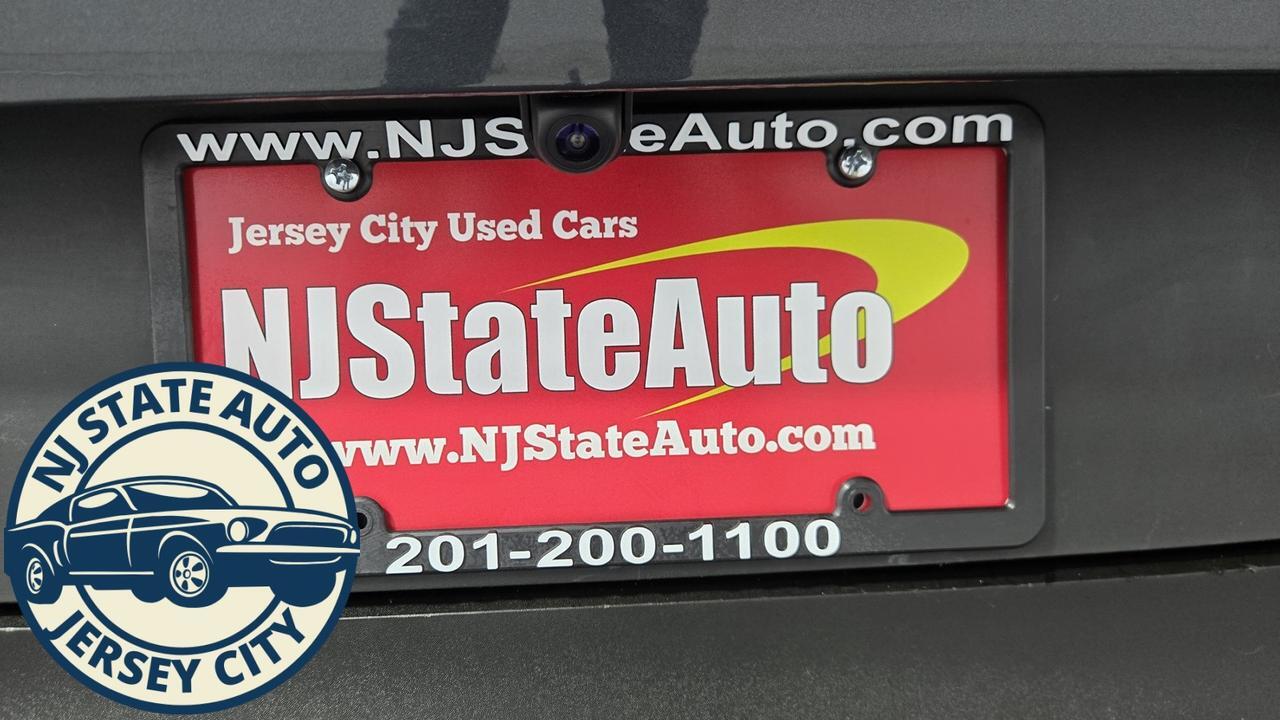 www.NJS eAuto.com
Jersey City Used Cars
NJStateAuto
www.NJStateAuto.com
201-200-1100
NJ STATE AUTO
JERSEY CITY